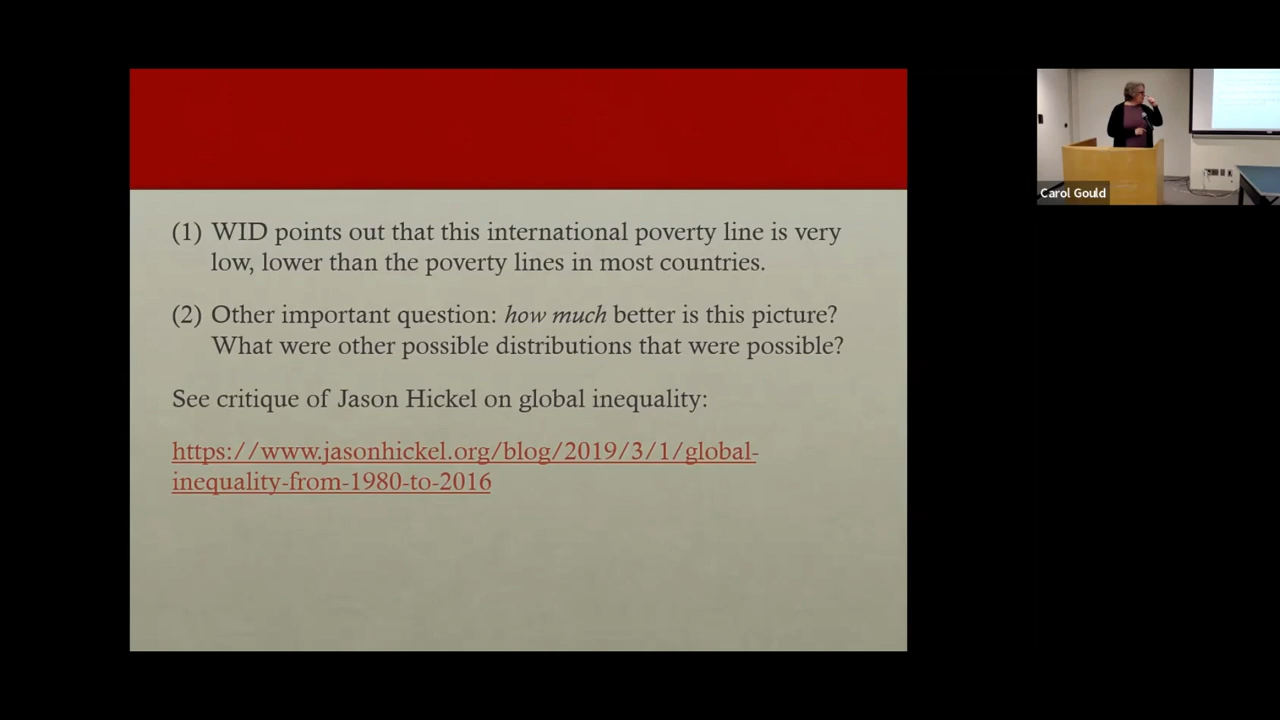 (1) WID points out that this international poverty line is very
low, lower than the poverty lines in most countries.
(2) Other important question: how much better is this picture?
What were other possible distributions that were possible?
See critique of Jason Hickel on global inequality:
https://www.jasonhickel.org/blog/2019/3/1/global-
inequality-from-1980-to-2016
Carol Gould